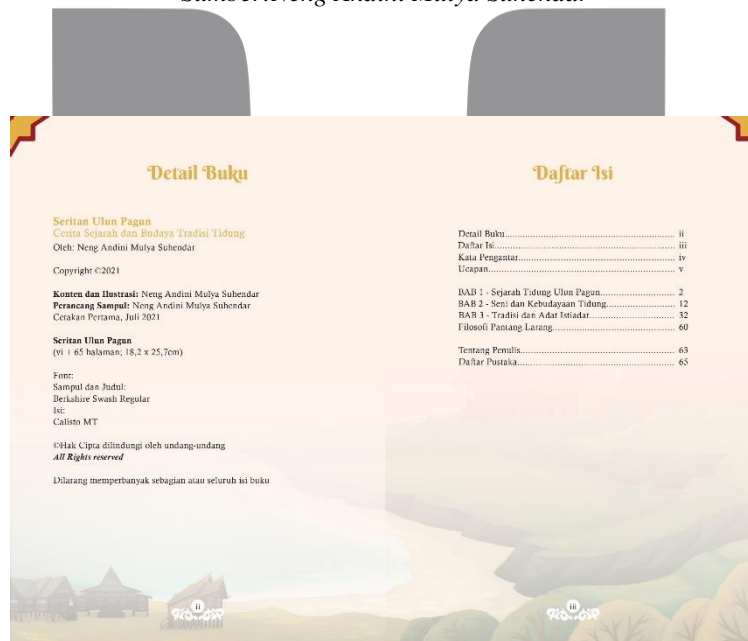 Sumber:Neng Andini Mulya Suhendar
Detail Buku
Seritan Ulun Pagun
Cerita Sejarah dan Budaya Tradisi Tidung
Oleh: Neng Andini Mulya Suhendar
Copyright ©2021
Konten dan Ilustrasi: Neng Andini Mulya Suhendar
Perancang Sampul: Neng Andini Mulya Suhendar
Cetakan Pertama, Juli 2021
Seritan Ulun Pagun
(vi + 65 halaman; 18,2 x 25,7cm)
Font:
Sampul dan Judul:
Berkahire Swash Regular
Isi:
Calisto MT
©Hak Cipta dilindungi oleh undang-undang
All Rights reserved
Dilarang memperbanyak sebagian atau seluruh isi buku
ii
Daftar Isi
Detail Buku.......................................................... ii
Daftar Isi............................................................. iii
Kata Pengantar..................................................... iv
Ucapan................................................................ v
BAB 1 - Sejarah Tidung Ulun Pagun......................... 2
BAB 2 - Seni dan Kebudayaan Tidung....................... 12
BAB 3 - Tradisi dan Adat Istiadat............................ 32
Filosofi Pantang Larang......................................... 60
Tentang Penulis.................................................... 63
Daftar Pustaka..................................................... 65
iii